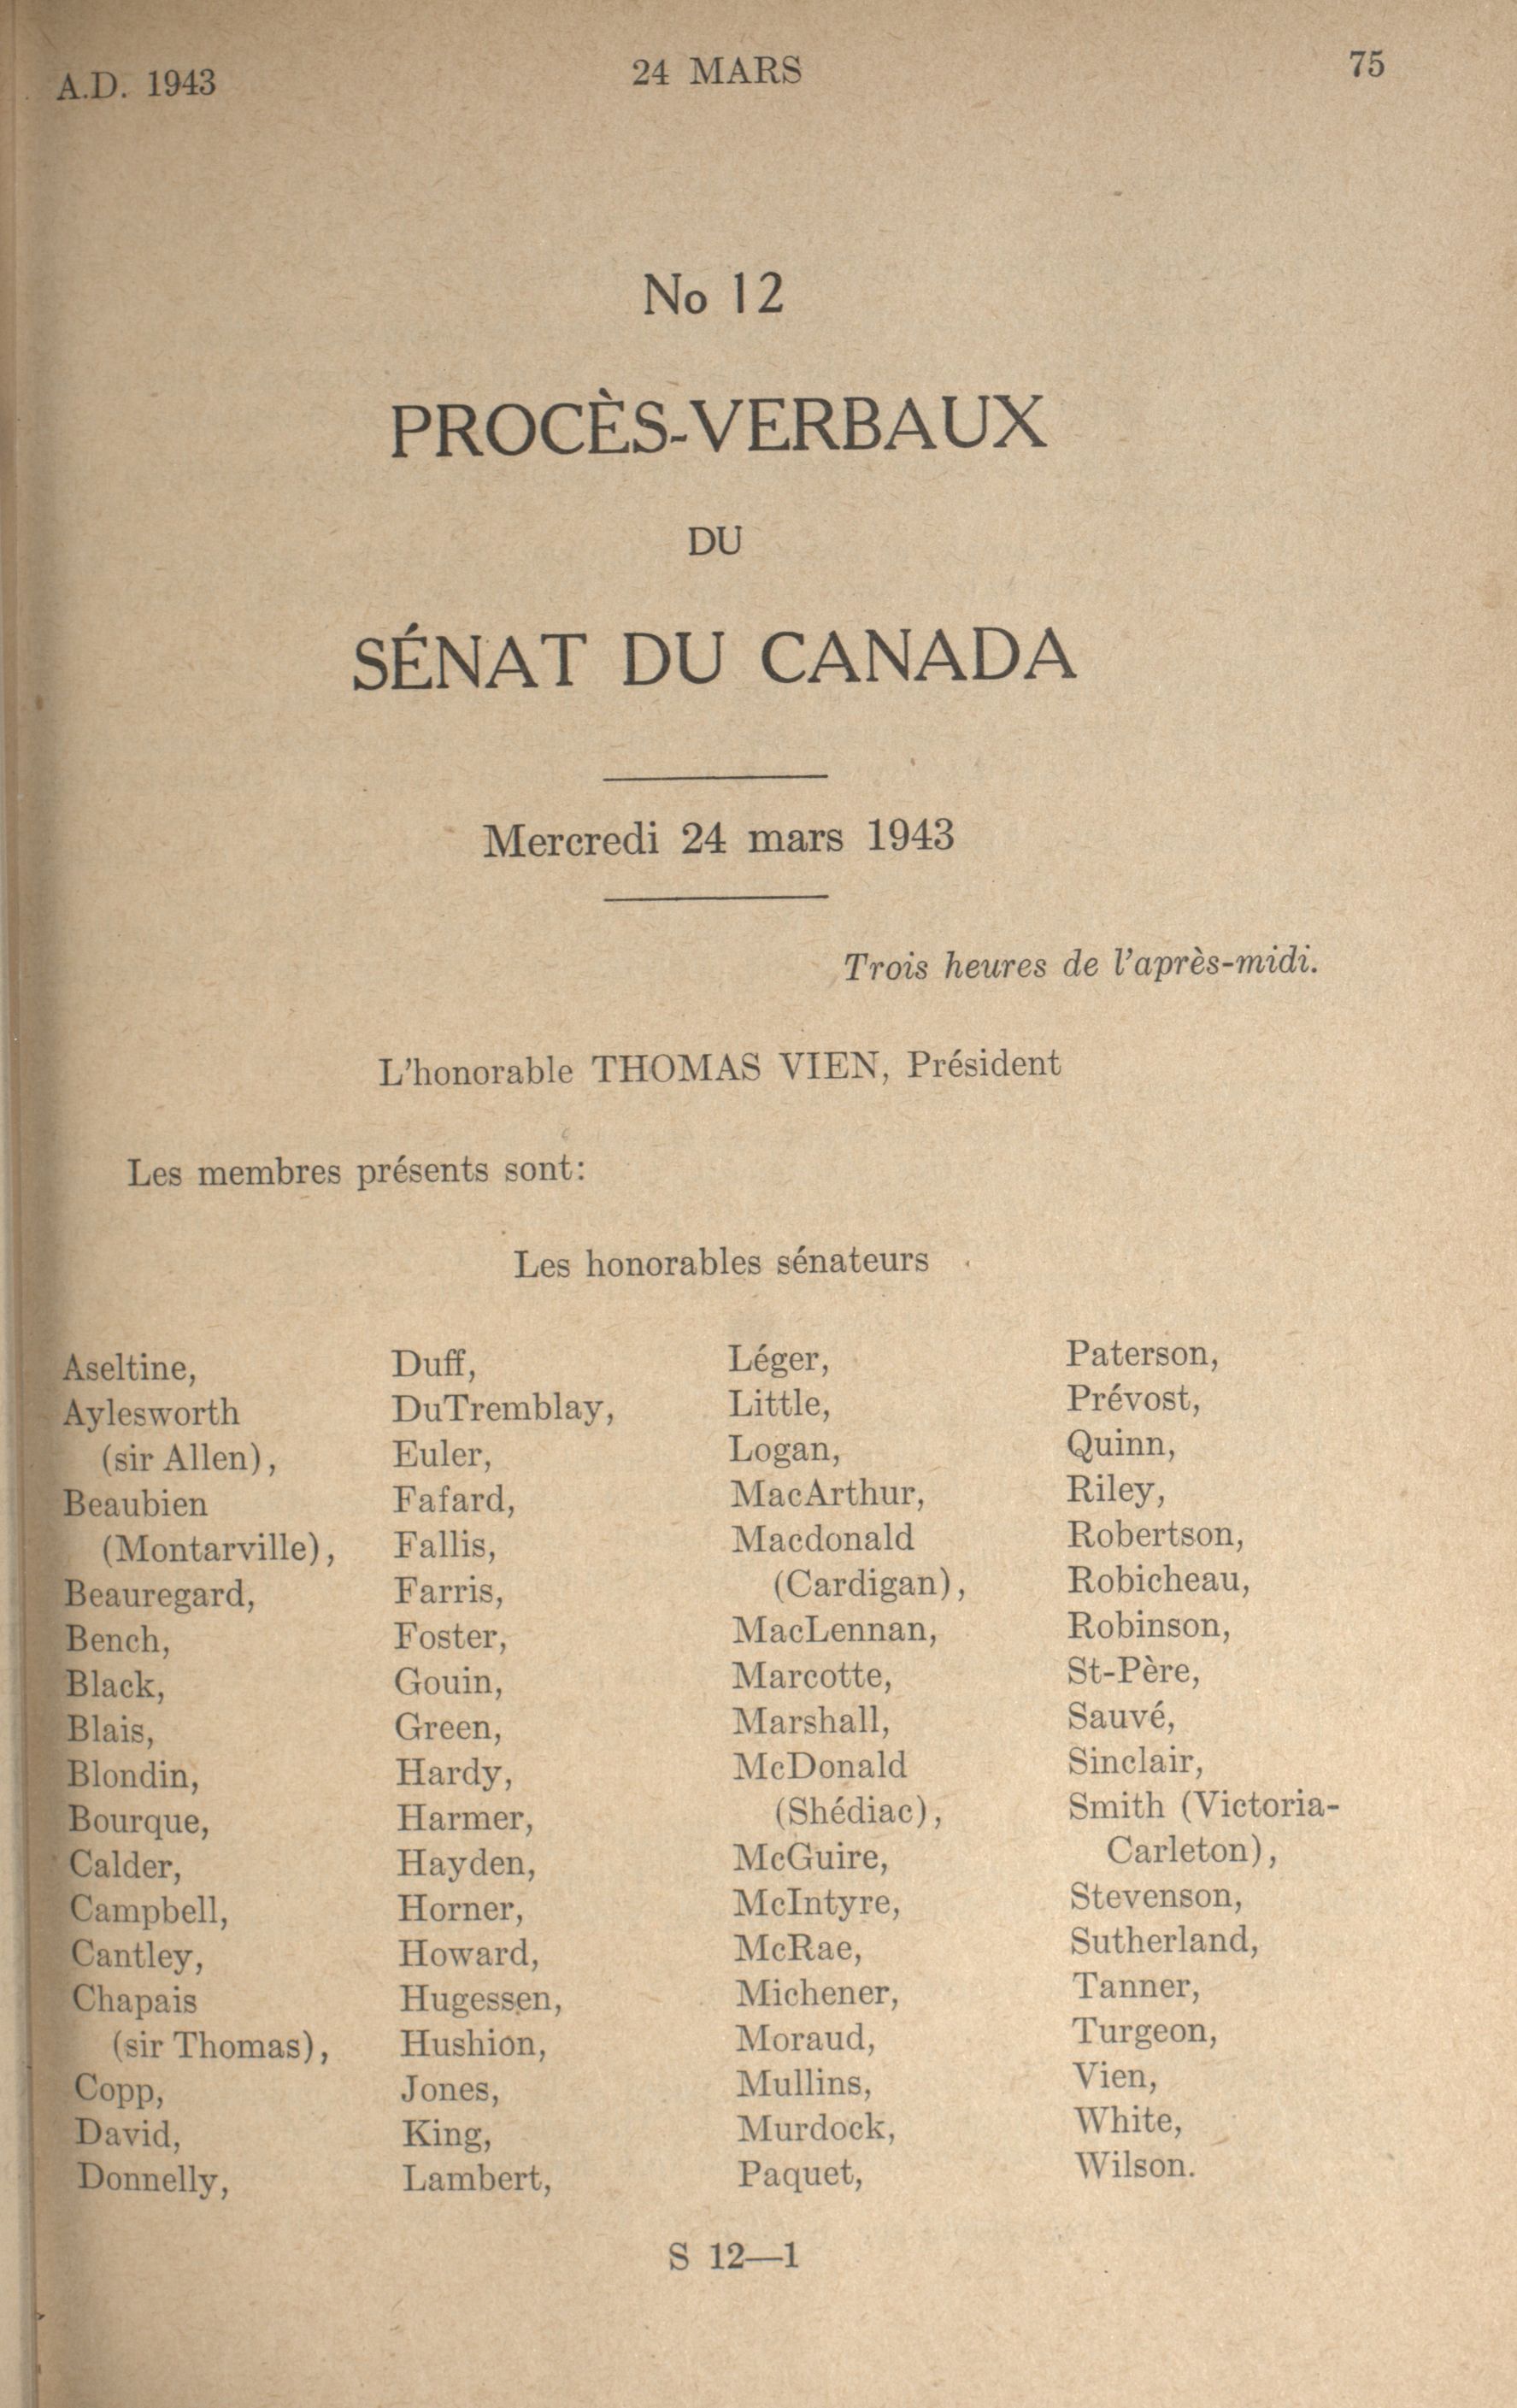 A.D. 1943
24 MARS
75
No 12
PROCÈS-VERBAUX
DU
SÉNAT DU CANADA
Mercredi 24 mars 1943
Trois heures de l'après-midi.
L'honorable THOMAS VIEN, Président
Les membres présents sont:
Les honorables sénateurs
Aseltine,
Aylesworth
(sir Allen),
Beaubien
(Montarville),
Beauregard,
Bench,
Black,
Blais,
Blondin,
Bourque,
Calder,
Campbell,
Cantley,
Chapais
(sir Thomas),
Copp,
David,
Donnelly,
Duff,
DuTremblay,
Euler,
Fafard,
Fallis,
Farris,
Foster,
Gouin,
Green,
Hardy,
Harmer,
Hayden,
Horner,
Howard,
Hugessen,
Hushion,
Jones,
King,
Lambert,
Léger,
Little,
Logan,
MacArthur,
Macdonald
(Cardigan),
MacLennan,
Marcotte,
Marshall,
McDonald
(Shédiac),
McGuire,
McIntyre,
McRae,
Michener,
Moraud,
Mullins,
Murdock,
Paquet,
Paterson,
Prévost,
Quinn,
Riley,
Robertson,
Robicheau,
Robinson,
St-Père,
Sauvé,
Sinclair,
Smith (Victoria-
Carleton),
Stevenson,
Sutherland,
Tanner,
Turgeon,
Vien,
White,
Wilson.
S 12—1